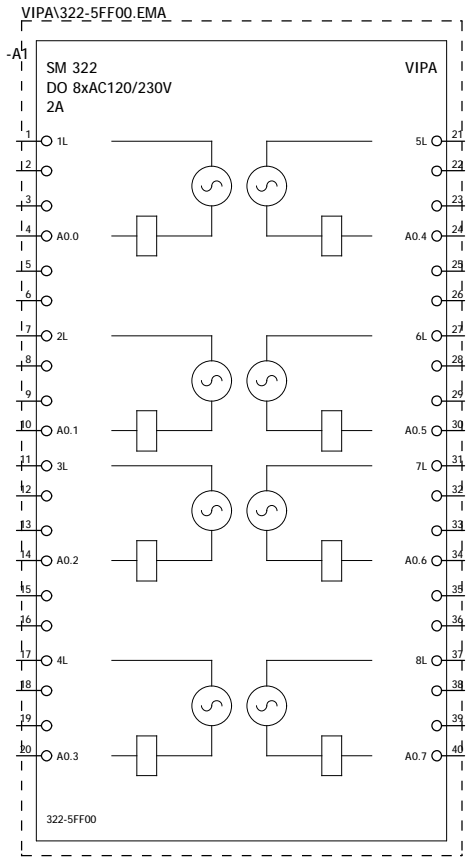 VIPA\322-5FF00.EMA
-A1
SM 322 VIPA
DO 8xAC120/230V
2A
1 1L 5L 21
2 22
3 23
4 A0.0 A0.4 24
5 25
6 26
7 2L 6L 27
8 28
9 29
10 A0.1 A0.5 30
11 3L 7L 31
12 32
13 33
14 A0.2 A0.6 34
15 35
16 36
17 4L 8L 37
18 38
19 39
20 A0.3 A0.7 40
322-5FF00